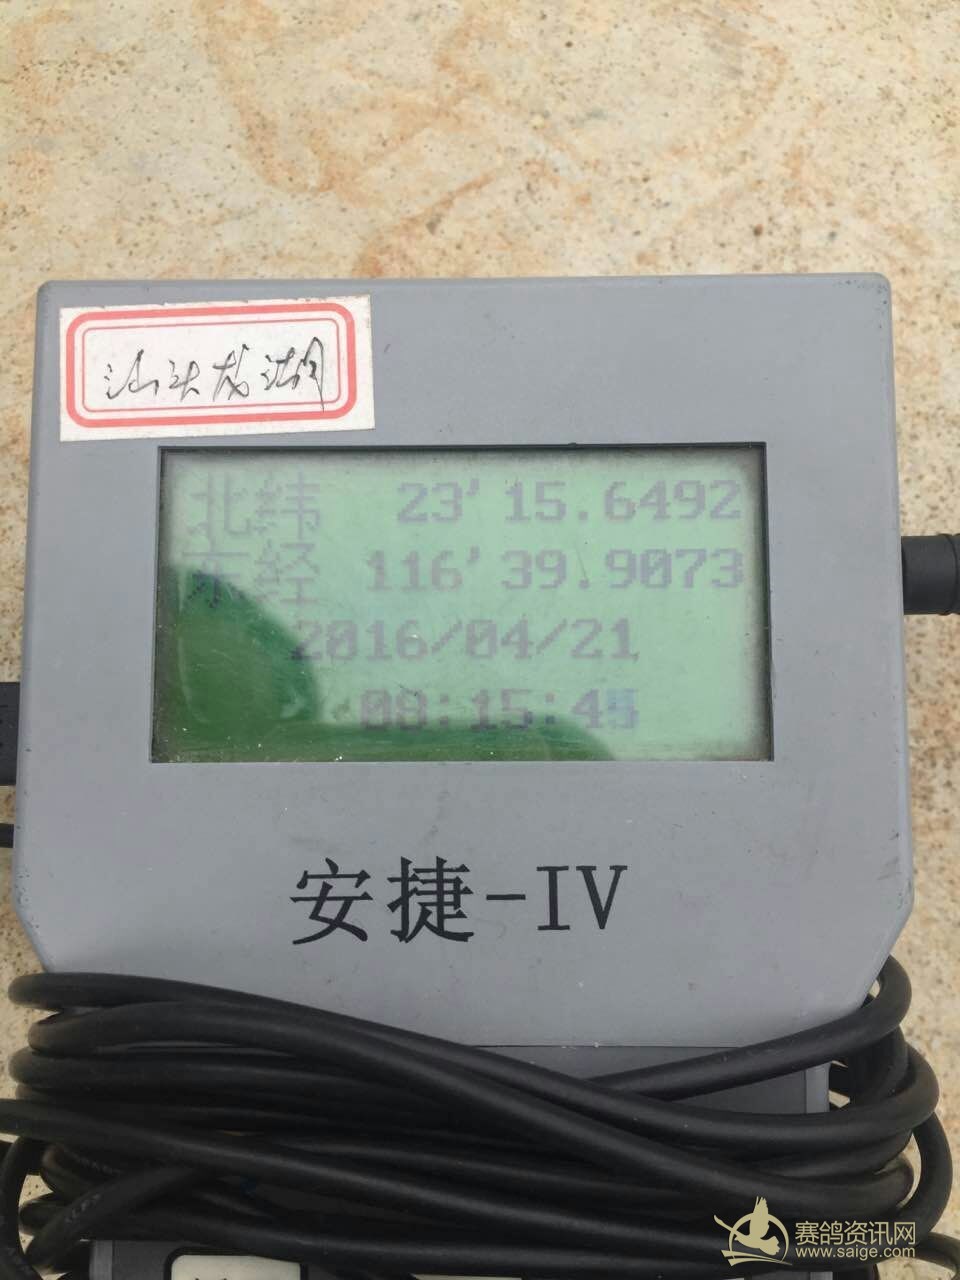 汕头龙湖
北纬 23'15.6492
东经 116'39.9073
2016/04/21
08:15:45
安捷-IV
赛鸽资讯网
www.saige.com